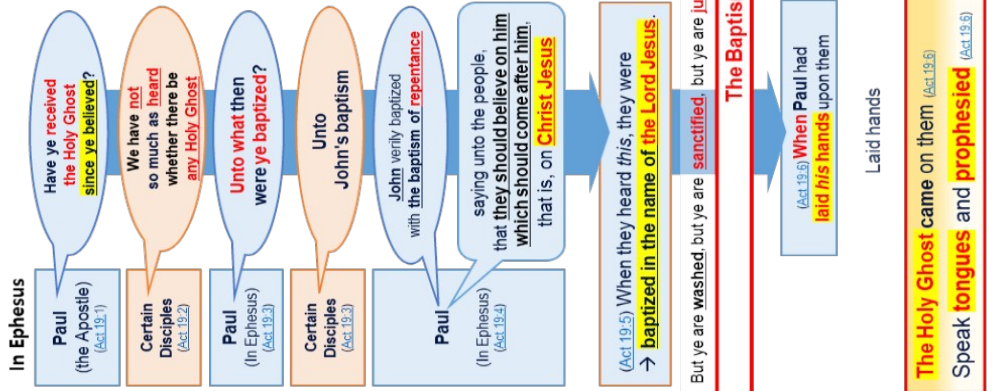 In Ephesus
Paul
(the Apostle)
(Act 19:1)
Have ye received
the Holy Ghost
since ye believed?
Certain
Disciples
(Act 19:2)
We have not
so much as heard
whether there be
any Holy Ghost
Paul
(In Ephesus)
(Act 19:3)
Unto what then
were ye baptized?
Certain
Disciples
(Act 19:3)
Unto
John's baptism
Paul
(In Ephesus)
(Act 19:4)
John verily baptized
with the baptism of repentance
saying unto the people,
that they should believe on him
which should come after him,
that is, on Christ Jesus
(Act 19:5) When they heard this, they were
→ baptized in the name of the Lord Jesus.
But ye are washed, but ye are sanctified, but ye are ju
The Baptis
(Act 19:6) When Paul had
laid his hands upon them
Laid hands
The Holy Ghost came on them (Act 19:6)
Speak tongues and prophesied (Act 19:6)